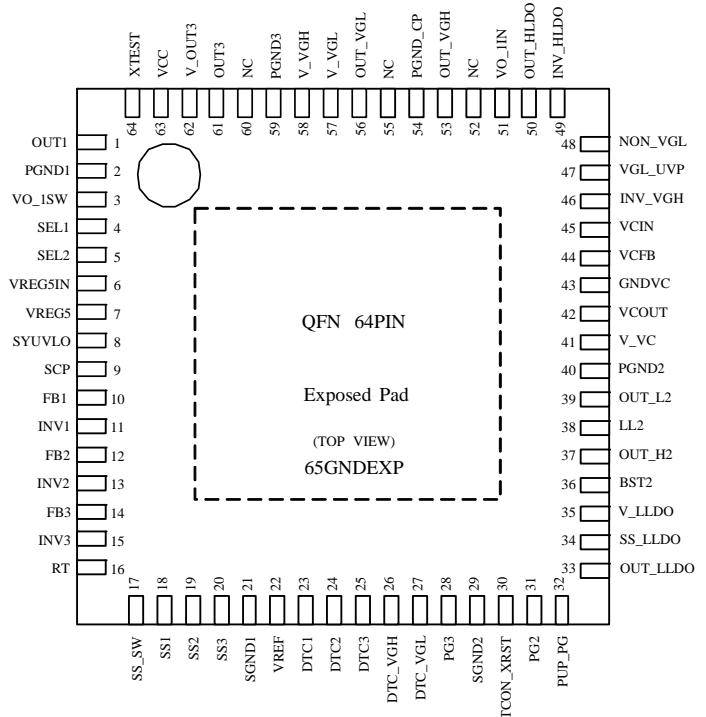 XTEST
VCC
V_OUT3
OUT3
NC
PGND3
V_VGH
V_VGL
OUT_VGL
NC
PGND_CP
OUT_VGH
NC
VO_1IN
OUT_HLDO
INV_HLDO
64
63
62
61
60
59
58
57
56
55
54
53
52
51
50
49
OUT1 1
PGND1 2
VO_1SW 3
SEL1 4
SEL2 5
VREG5IN 6
VREG5 7
SYUVLO 8
SCP 9
FB1 10
INV1 11
FB2 12
INV2 13
FB3 14
INV3 15
RT 16
48 NON_VGL
47 VGL_UVP
46 INV_VGH
45 VCIN
44 VCFB
43 GNDVC
42 VCOUT
41 V_VC
40 PGND2
39 OUT_L2
38 LL2
37 OUT_H2
36 BST2
35 V_LLDO
34 SS_LLDO
33 OUT_LLDO
QFN 64PIN
Exposed Pad
(TOP VIEW)
65GNDEXP
17
18
19
20
21
22
23
24
25
26
27
28
29
30
31
32
SS_SW
SS1
SS2
SS3
SGND1
VREF
DTC1
DTC2
DTC3
DTC_VGH
DTC_VGL
PG3
SGND2
TCON_XRST
PG2
PUP_PG